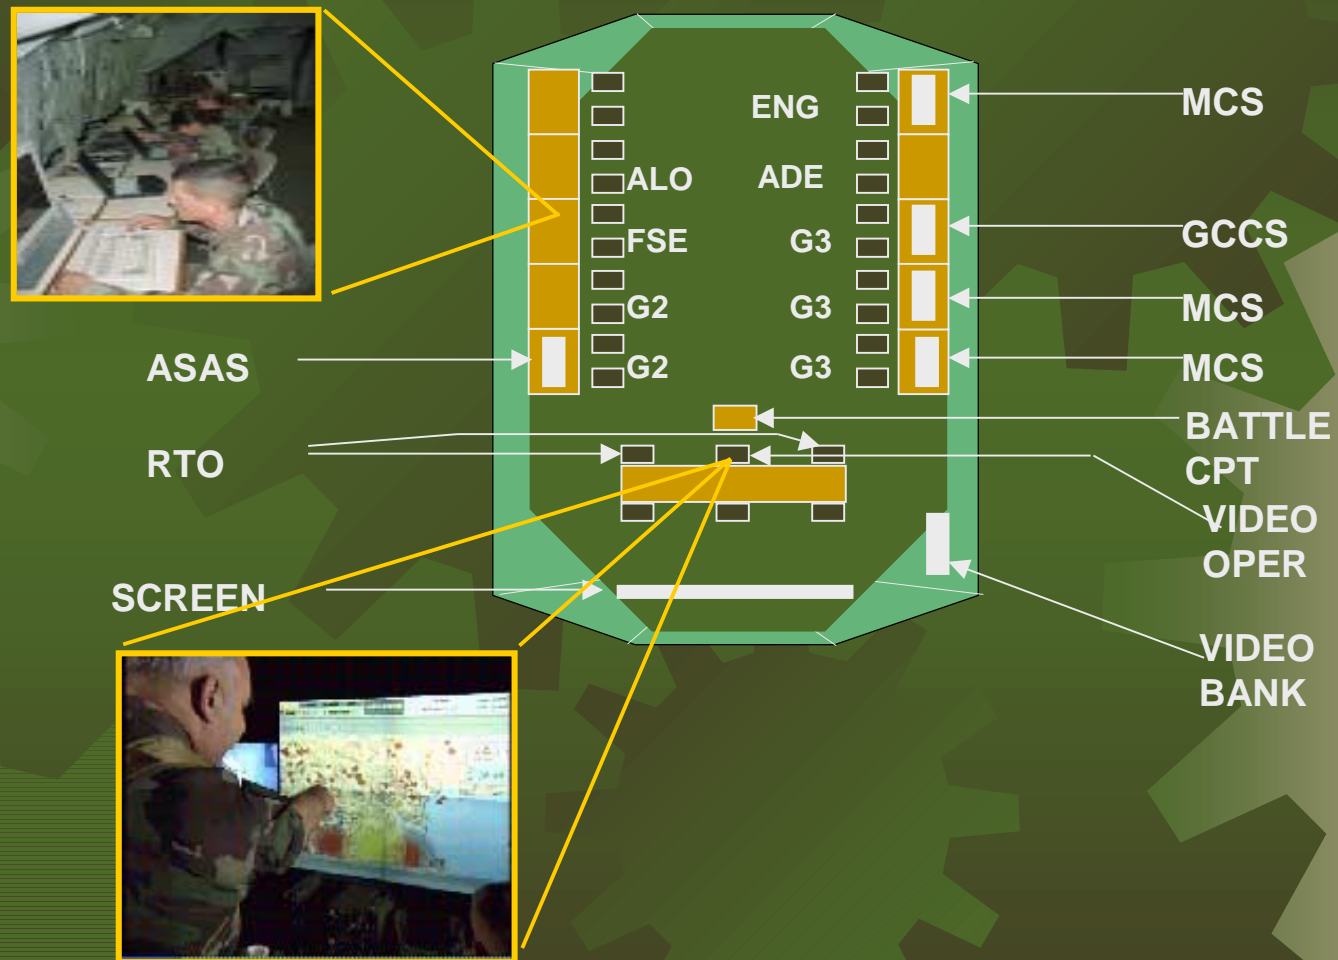 ENG
MCS
ALO
ADE
FSE
G3
GCCS
G2
G3
MCS
ASAS
G2
G3
MCS
BATTLE
CPT
RTO
VIDEO
OPER
SCREEN
VIDEO
BANK